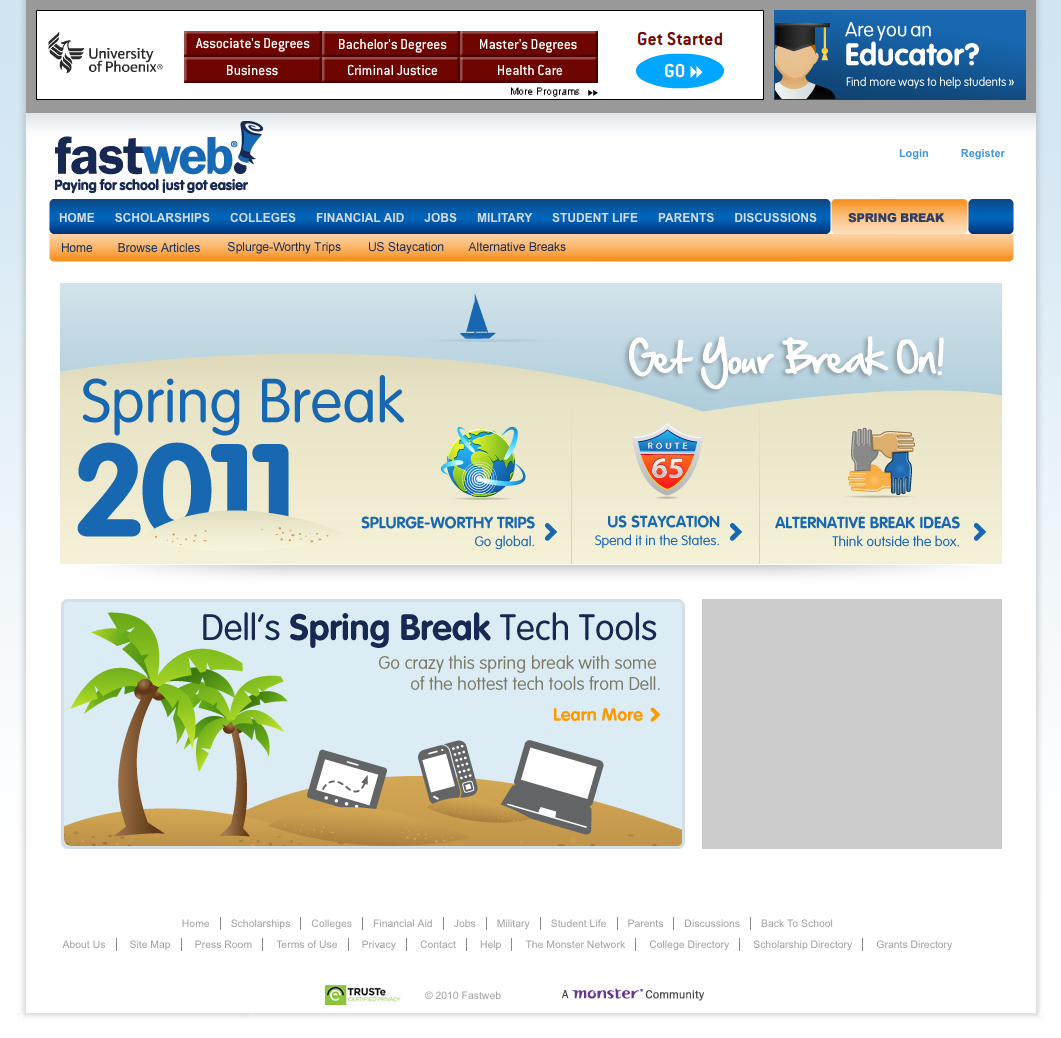 University
of Phoenix®
Associate's Degrees
Bachelor's Degrees
Master's Degrees
Business
Criminal Justice
Health Care
More Programs
Get Started
GO
Are you an
Educator?
Find more ways to help students »
fastweb!®
Paying for school just got easier
Login
Register
HOME
SCHOLARSHIPS
COLLEGES
FINANCIAL AID
JOBS
MILITARY
STUDENT LIFE
PARENTS
DISCUSSIONS
SPRING BREAK
Home
Browse Articles
Splurge-Worthy Trips
US Staycation
Alternative Breaks
Get Your Break On!
Spring Break
2011
SPLURGE-WORTHY TRIPS
Go global.
ROUTE
65
US STAYCATION
Spend it in the States.
ALTERNATIVE BREAK IDEAS
Think outside the box.
Dell's Spring Break Tech Tools
Go crazy this spring break with some
of the hottest tech tools from Dell.
Learn More
Home | Scholarships | Colleges | Financial Aid | Jobs | Military | Student Life | Parents | Discussions | Back To School
About Us | Site Map | Press Room | Terms of Use | Privacy | Contact | Help | The Monster Network | College Directory | Scholarship Directory | Grants Directory
TRUSTe
CERTIFIED PRIVACY
© 2010 Fastweb
A monster® Community